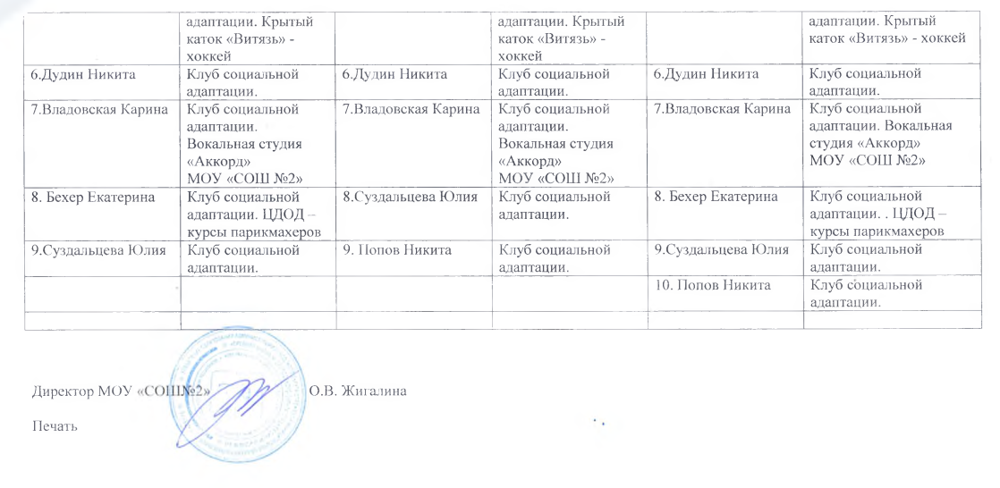 адаптации. Крытый
каток «Витязь» -
хоккей
адаптации. Крытый
каток «Витязь» -
хоккей
адаптации. Крытый
каток «Витязь» - хоккей
6.Дудин Никита
Клуб социальной
адаптации.
6.Дудин Никита
Клуб социальной
адаптации.
6.Дудин Никита
Клуб социальной
адаптации.
7.Владовская Карина
Клуб социальной
адаптации.
Вокальная студия
«Аккорд»
МОУ «СОШ №2»
7.Владовская Карина
Клуб социальной
адаптации.
Вокальная студия
«Аккорд»
МОУ «СОШ №2»
7.Владовская Карина
Клуб социальной
адаптации. Вокальная
студия «Аккорд»
МОУ «СОШ №2»
8. Бехер Екатерина
Клуб социальной
адаптации. ЦДОД –
курсы парикмахеров
8.Суздальцева Юлия
Клуб социальной
адаптации.
8. Бехер Екатерина
Клуб социальной
адаптации. . ЦДОД –
курсы парикмахеров
9.Суздальцева Юлия
Клуб социальной
адаптации.
9. Попов Никита
Клуб социальной
адаптации.
9.Суздальцева Юлия
Клуб социальной
адаптации.
10. Попов Никита
Клуб социальной
адаптации.
Директор МОУ «СОШ№2» О.В. Жигалина
Печать